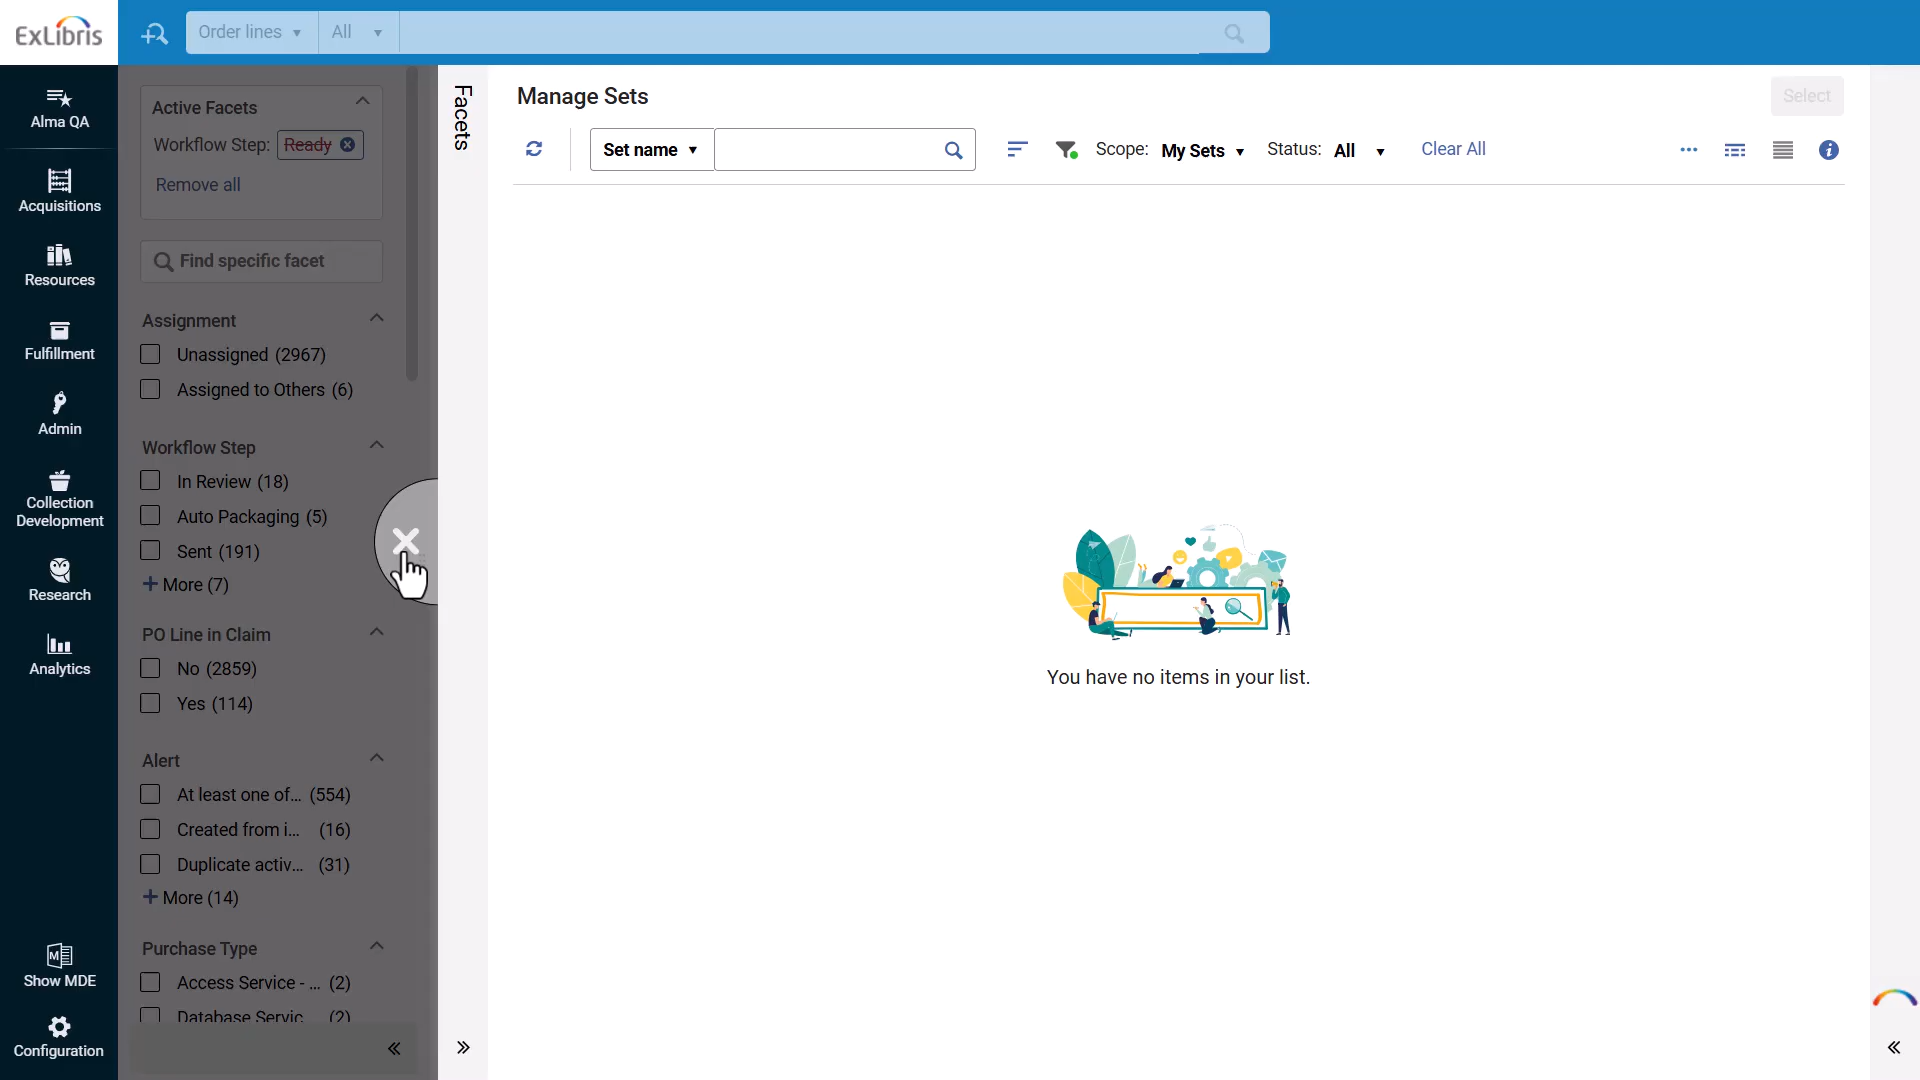 ExLibris
Order lines
All
Alma QA
Acquisitions
Resources
Fulfillment
Admin
Collection
Development
Research
Analytics
Show MDE
Configuration
Active Facets
Workflow Step: Ready
Remove all
Find specific facet
Assignment
Unassigned (2967)
Assigned to Others (6)
Workflow Step
In Review (18)
Auto Packaging (5)
Sent (191)
+ More (7)
PO Line in Claim
No (2859)
Yes (114)
Alert
At least one of... (554)
Created from i... (16)
Duplicate activ... (31)
+ More (14)
Purchase Type
Access Service - ... (2)
Database Servic (2)
Facets
Manage Sets
Select
Set name
Scope: My Sets
Status: All
Clear All
You have no items in your list.